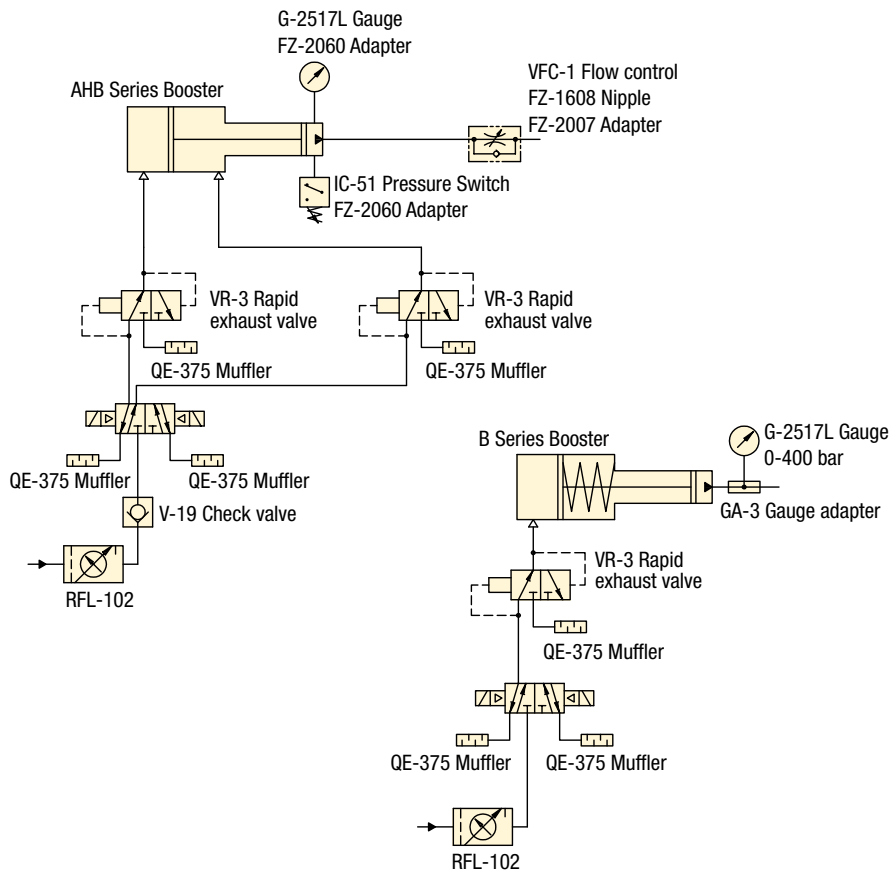 G-2517L Gauge
FZ-2060 Adapter
AHB Series Booster
VFC-1 Flow control
FZ-1608 Nipple
FZ-2007 Adapter
IC-51 Pressure Switch
FZ-2060 Adapter
VR-3 Rapid
exhaust valve
VR-3 Rapid
exhaust valve
QE-375 Muffler
QE-375 Muffler
QE-375 Muffler
QE-375 Muffler
V-19 Check valve
RFL-102
B Series Booster
G-2517L Gauge
0-400 bar
GA-3 Gauge adapter
VR-3 Rapid
exhaust valve
QE-375 Muffler
QE-375 Muffler
QE-375 Muffler
RFL-102